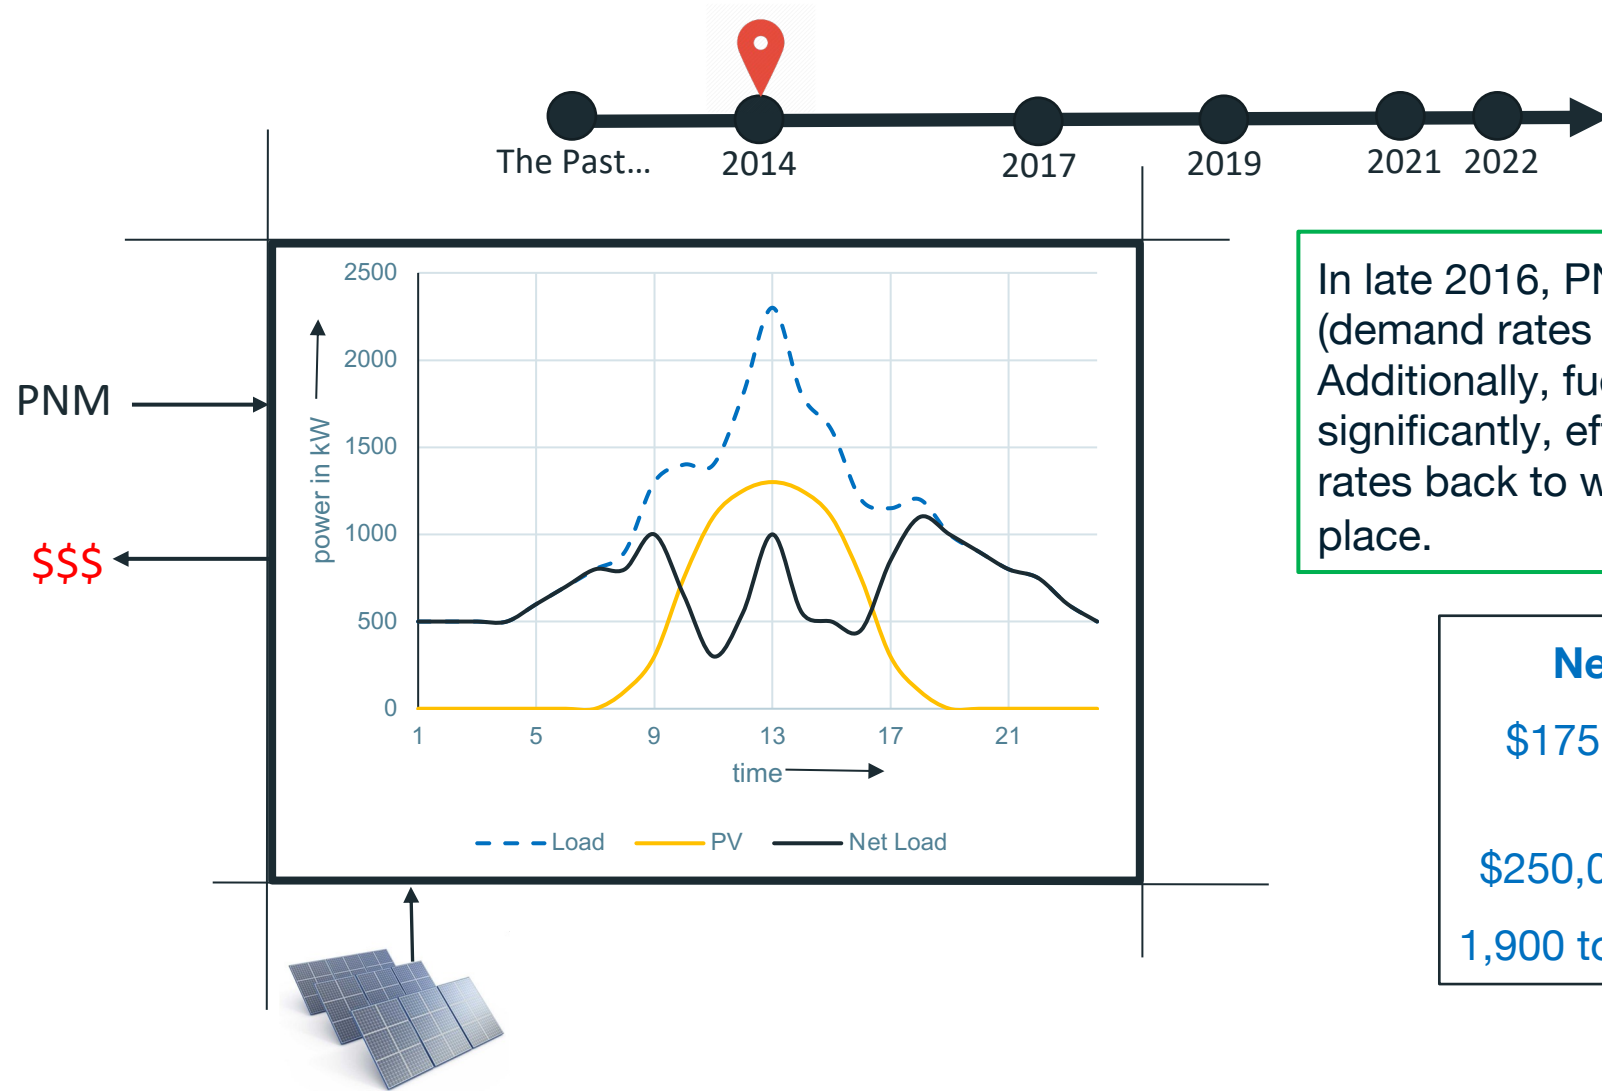 The Past...
2014
2017
2019
2021
2022
2500
2000
1500
1000
500
0
power in kW
1
5
9
13
17
21
time
Load
PV
Net Load
PNM
$$$
In late 2016,
(demand rates
Additionally,
significantly,
rates back to
place.
$175
1,900